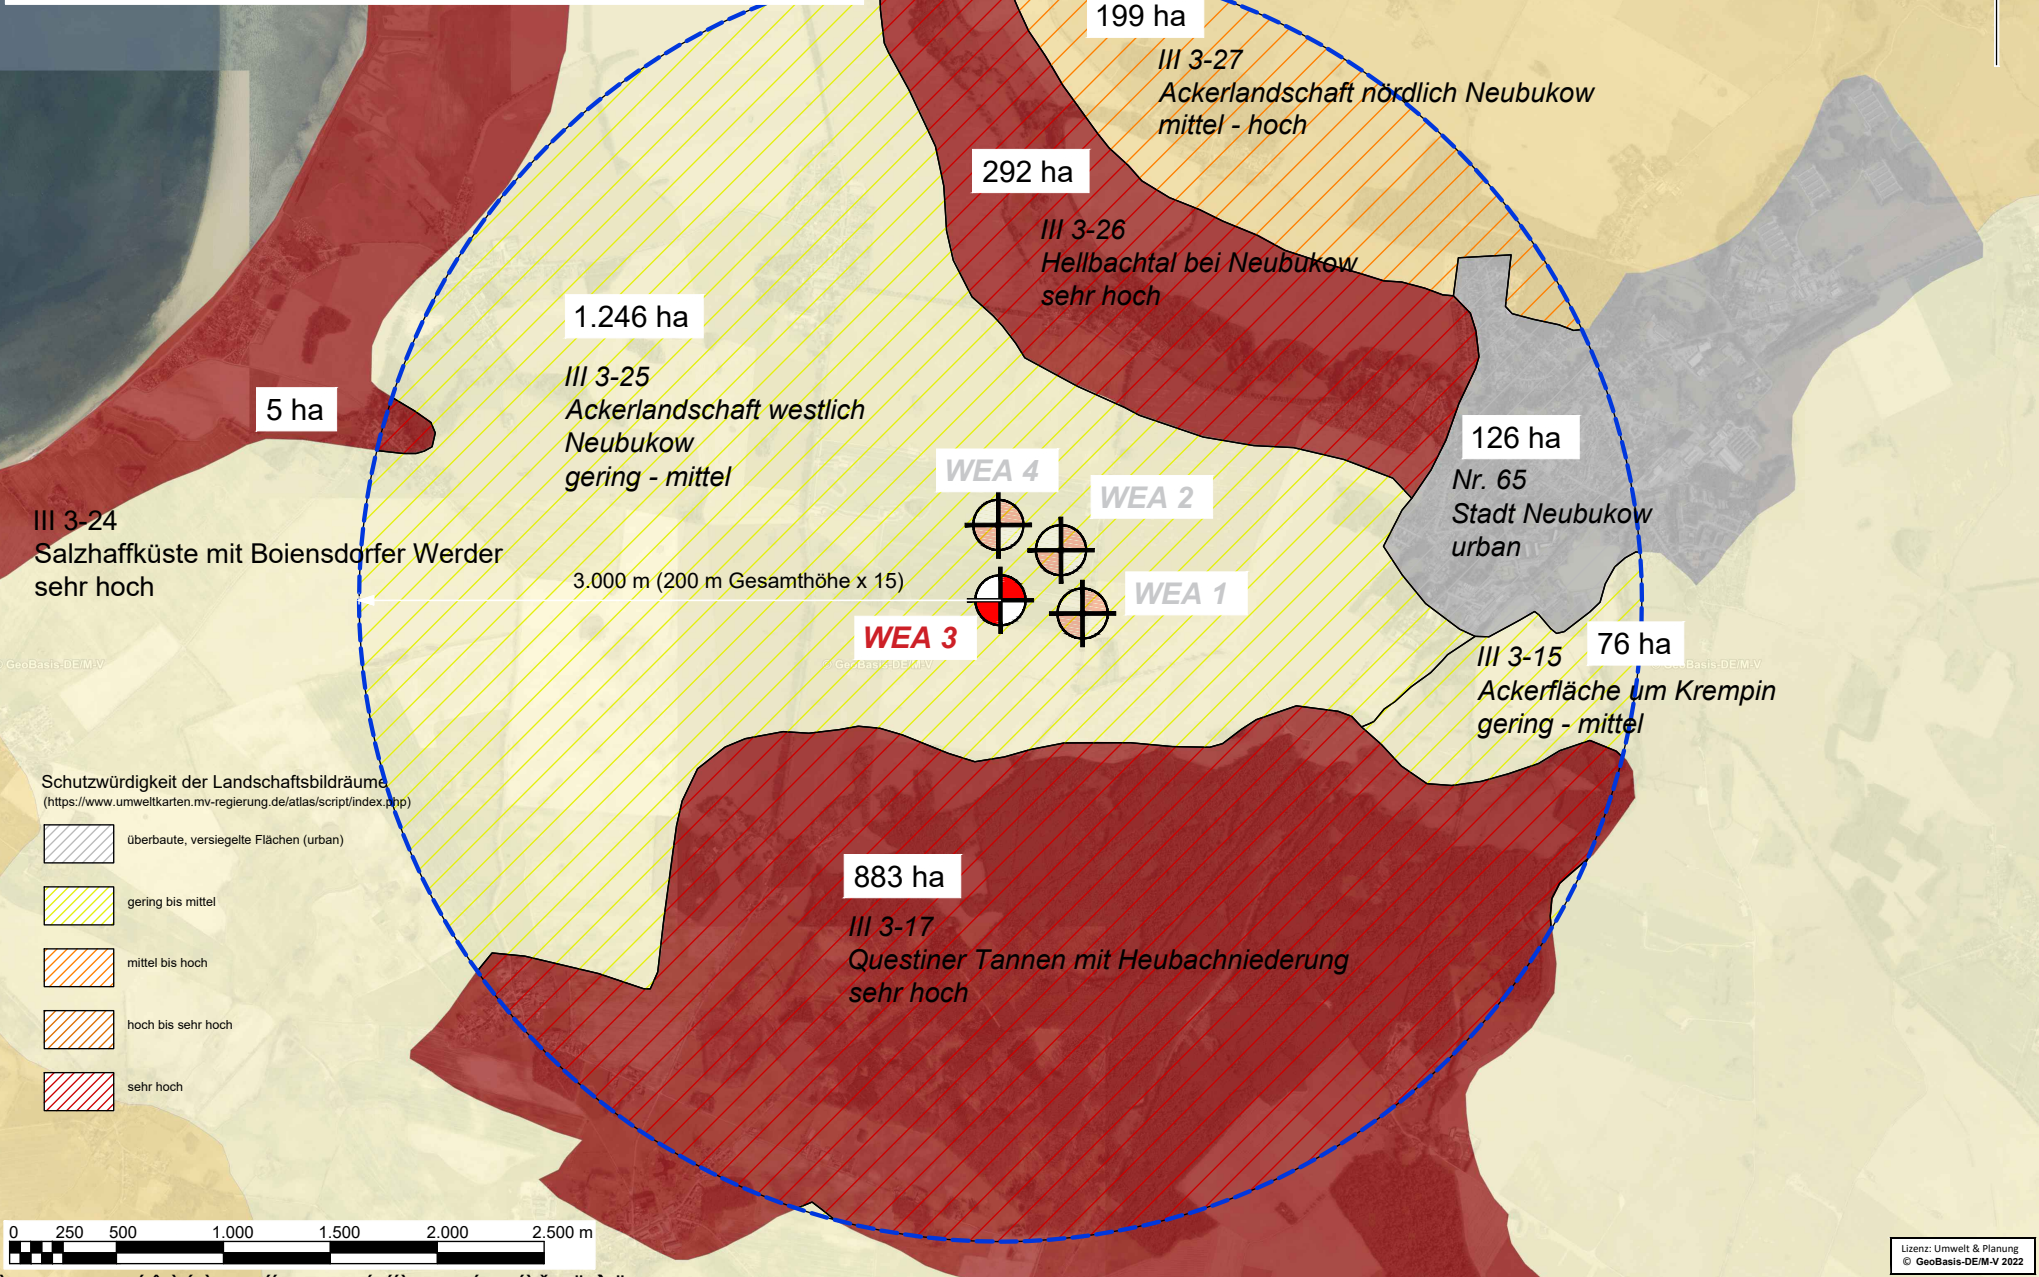 199 ha
III 3-27
Ackerlandschaft nördlich Neubukow
mittel - hoch
292 ha
III 3-26
Hellbachtal bei Neubukow
sehr hoch
1.246 ha
III 3-25
Ackerlandschaft westlich
Neubukow
gering - mittel
5 ha
126 ha
Nr. 65
Stadt Neubukow
urban
WEA 4
WEA 2
III 3-24
Salzhaffküste mit Boiensdorfer Werder
sehr hoch
3.000 m (200 m Gesamthöhe x 15)
WEA 1
WEA 3
76 ha
III 3-15
Ackerfläche um Krempin
gering - mittel
GeoBasis-DE/M-V
GeoBasis-DE/M-V
GeoBasis-DE/M-V
Schutzwürdigkeit der Landschaftsbildräume
(https://www.umweltkarten.mv-regierung.de/atlas/script/index.php)
überbaute, versiegelte Flächen (urban)
gering bis mittel
mittel bis hoch
hoch bis sehr hoch
sehr hoch
883 ha
III 3-17
Questiner Tannen mit Heubachniederung
sehr hoch
0 250 500 1.000 1.500 2.000 2.500 m
Lizenz: Umwelt & Planung
© GeoBasis-DE/M-V 2022